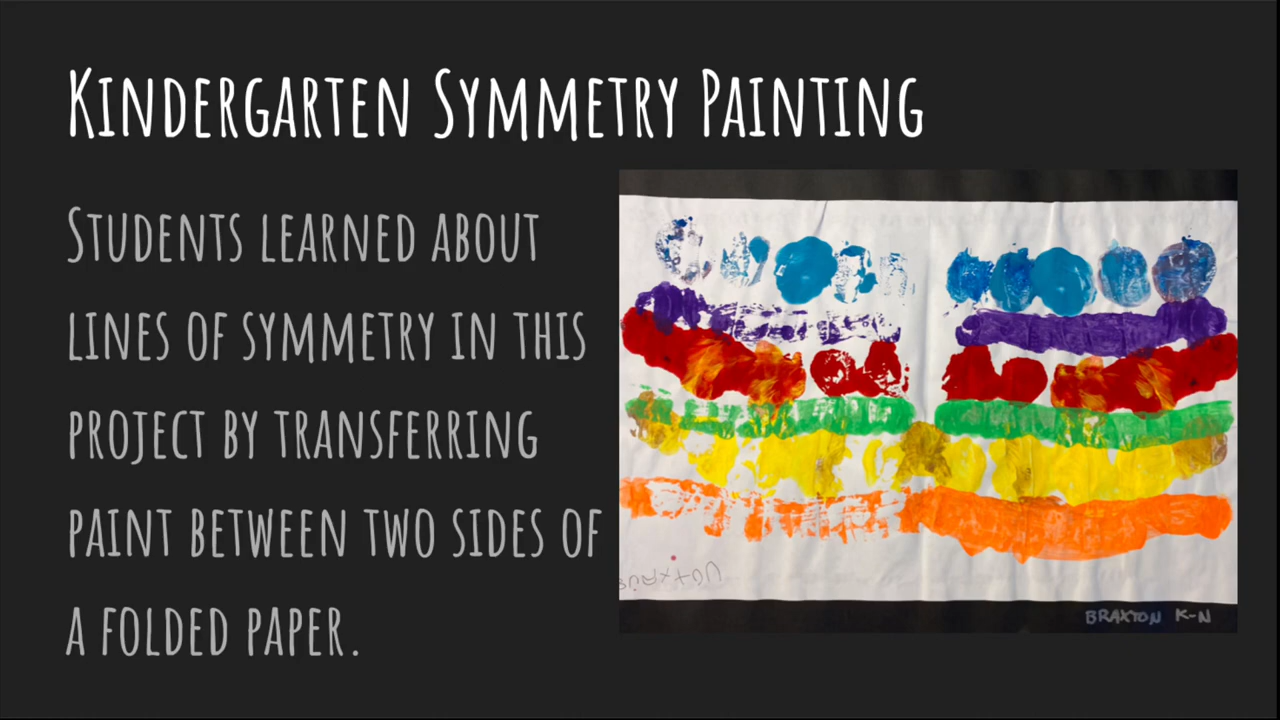 Kindergarten Symmetry Painting
Students learned about
lines of symmetry in this
project by transferring
paint between two sides of
a folded paper.
BRAXTON
BRAXTON K-N